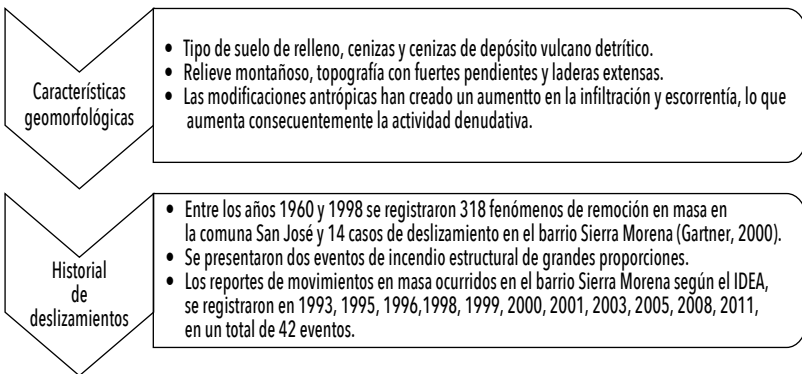 Características
geomorfológicas
• Tipo de suelo de relleno, cenizas y cenizas de depósito vulcano detrítico.
• Relieve montañoso, topografía con fuertes pendientes y laderas extensas.
• Las modificaciones antrópicas han creado un aumentto en la infiltración y escorrentía, lo que
aumenta consecuentemente la actividad denudativa.
Historial
de
deslizamientos
• Entre los años 1960 y 1998 se registraron 318 fenómenos de remoción en masa en
la comuna San José y 14 casos de deslizamiento en el barrio Sierra Morena (Gartner, 2000).
• Se presentaron dos eventos de incendio estructural de grandes proporciones.
• Los reportes de movimientos en masa ocurridos en el barrio Sierra Morena según el IDEA,
se registraron en 1993, 1995, 1996,1998, 1999, 2000, 2001, 2003, 2005, 2008, 2011,
en un total de 42 eventos.